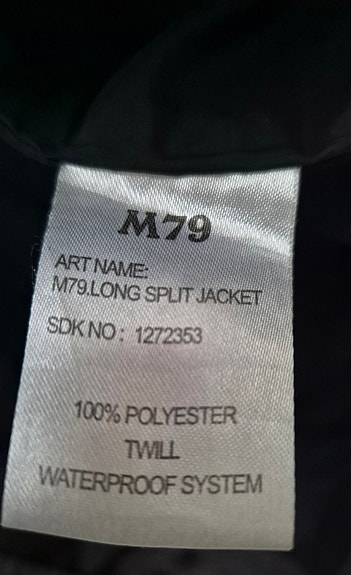 M79
ART NAME:
M79.LONG SPLIT JACKET
SDK NO : 1272353
100% POLYESTER
TWILL
WATERPROOF SYSTEM